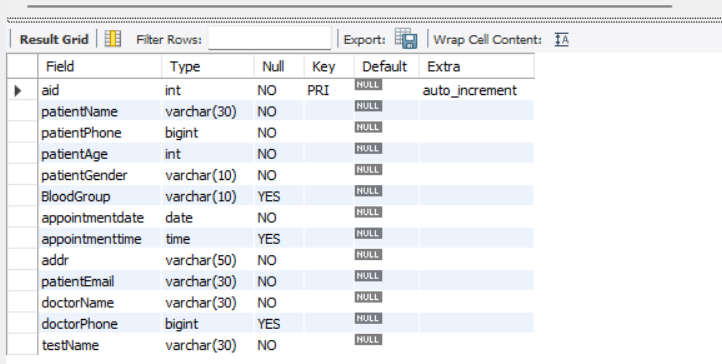 Result Grid Filter Rows: Export: Wrap Cell Content: IA
Field Type Null Key Default Extra
aid int NO PRI NULL auto_increment
patientName varchar(30) NO NULL
patientPhone bigint NO NULL
patientAge int NO NULL
patientGender varchar(10) NO NULL
BloodGroup varchar(10) YES NULL
appointmentdate date NO NULL
appointmenttime time YES NULL
addr varchar(50) NO NULL
patientEmail varchar(30) NO NULL
doctorName varchar(30) NO NULL
doctorPhone bigint YES NULL
testName varchar(30) NO NULL